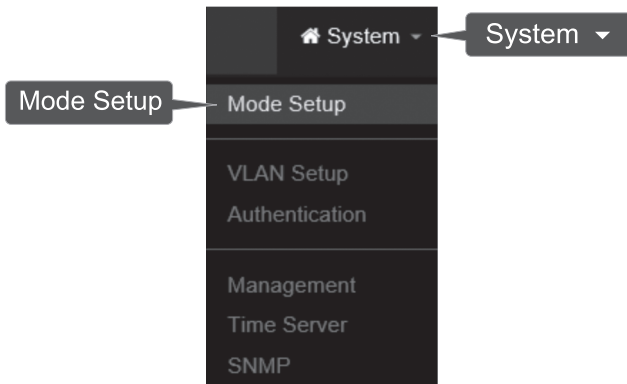 System
System
Mode Setup
Mode Setup
VLAN Setup
Authentication
Management
Time Server
SNMP